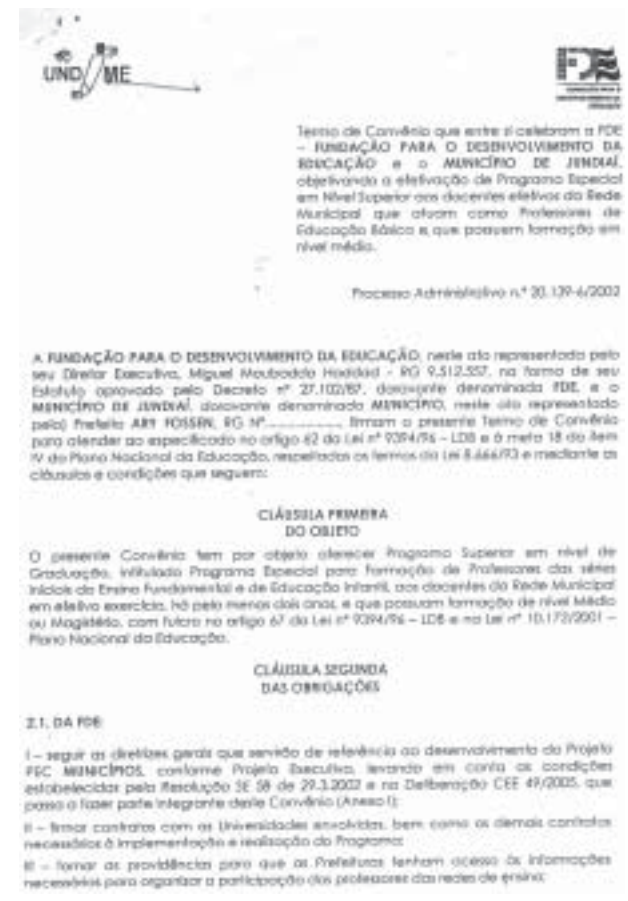 UNDIME
FDE
FUNDAÇÃO PARA O
DESENVOLVIMENTO DA
EDUCAÇÃO
Termo de Convênio que entre si celebram a FDE
– FUNDAÇÃO PARA O DESENVOLVIMENTO DA
EDUCAÇÃO e o MUNICÍPIO DE JUNDIAÍ,
objetivando a efetivação de Programa Especial
em Nível Superior aos docentes efetivos da Rede
Municipal que atuam como Professores de
Educação Básica e que possuem formação em
nível médio.
Processo Administrativo n.º 20.139-6/2002
A FUNDAÇÃO PARA O DESENVOLVIMENTO DA EDUCAÇÃO, neste ato representada pelo
seu Diretor Executivo, Miguel Haddad - RG 9.512.557, na forma de seu
Estatuto aprovado pelo Decreto nº 27.102/87, doravante denominada FDE, e o
MUNICÍPIO DE JUNDIAÍ, doravante denominado MUNICÍPIO, neste ato representado
pelo) Prefeito ARY FOSSEN, RG Nº................, firmam o presente Termo de Convênio
para atender ao especificado no artigo 62 da Lei nº 9394/96 – LDB e à meta 18 do item
IV do Plano Nacional da Educação, respeitados os termos da Lei 8.666/93 e mediante as
cláusulas e condições que seguem:
CLÁUSULA PRIMEIRA
DO OBJETO
O presente Convênio tem por objeto oferecer Programa Superior em nível de
Graduação, intitulado Programa Especial para Formação de Professores das séries
Iniciais do Ensino Fundamental e de Educação Infantil, aos docentes da Rede Municipal
em efetivo exercício, há pelo menos dois anos, e que possuam formação de nível Médio
ou Magistério, com fulcro no artigo 67 da Lei nº 9394/96 – LDB e na Lei nº 10.172/2001 –
Plano Nacional da Educação.
CLÁUSULA SEGUNDA
DAS OBRIGAÇÕES
2.1. DA FDE:
I – seguir as diretrizes gerais que servirão de referência ao desenvolvimento do Projeto
PEC MUNICÍPIOS, conforme Projeto Executivo, levando em conta as condições
estabelecidas pela Resolução SE 58 de 29.3.2002 e na Deliberação CEE 49/2005, que
passa a fazer parte integrante deste Convênio (Anexo I);
II – firmar contratos com as Universidades envolvidas, bem como os demais contratos
necessários à implementação e realização do Programa;
III – tomar as providências para que as Prefeituras tenham acesso às informações
necessárias para organizar a participação dos professores das redes de ensino;